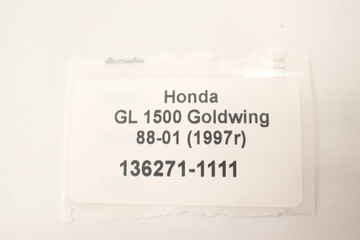 Honda
GL 1500 Goldwing
88-01 (1997r)
136271-1111